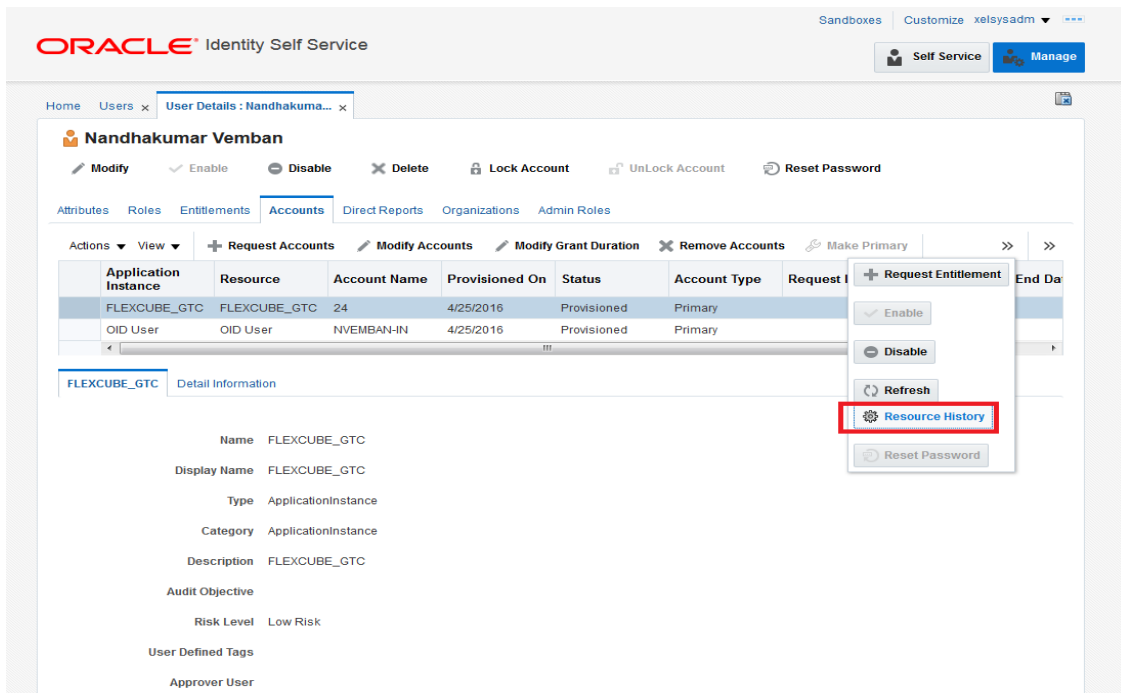 Sandboxes Customize xelsysadm
ORACLE Identity Self Service
Self Service Manage
Home Users User Details : Nandhakuma...
Nandhakumar Vemban
Modify Enable Disable Delete Lock Account UnLock Account Reset Password
Attributes Roles Entitlements Accounts Direct Reports Organizations Admin Roles
Actions View Request Accounts Modify Accounts Modify Grant Duration Remove Accounts Make Primary » »
Application Instance Resource Account Name Provisioned On Status Account Type Request End Da
FLEXCUBE_GTC FLEXCUBE_GTC 24 4/25/2016 Provisioned Primary
OID User OID User NVEMBAN-IN 4/25/2016 Provisioned Primary
Request Entitlement
Enable
Disable
Refresh
Resource History
Reset Password
FLEXCUBE_GTC Detail Information
Name FLEXCUBE_GTC
Display Name FLEXCUBE_GTC
Type ApplicationInstance
Category ApplicationInstance
Description FLEXCUBE_GTC
Audit Objective
Risk Level Low Risk
User Defined Tags
Approver User